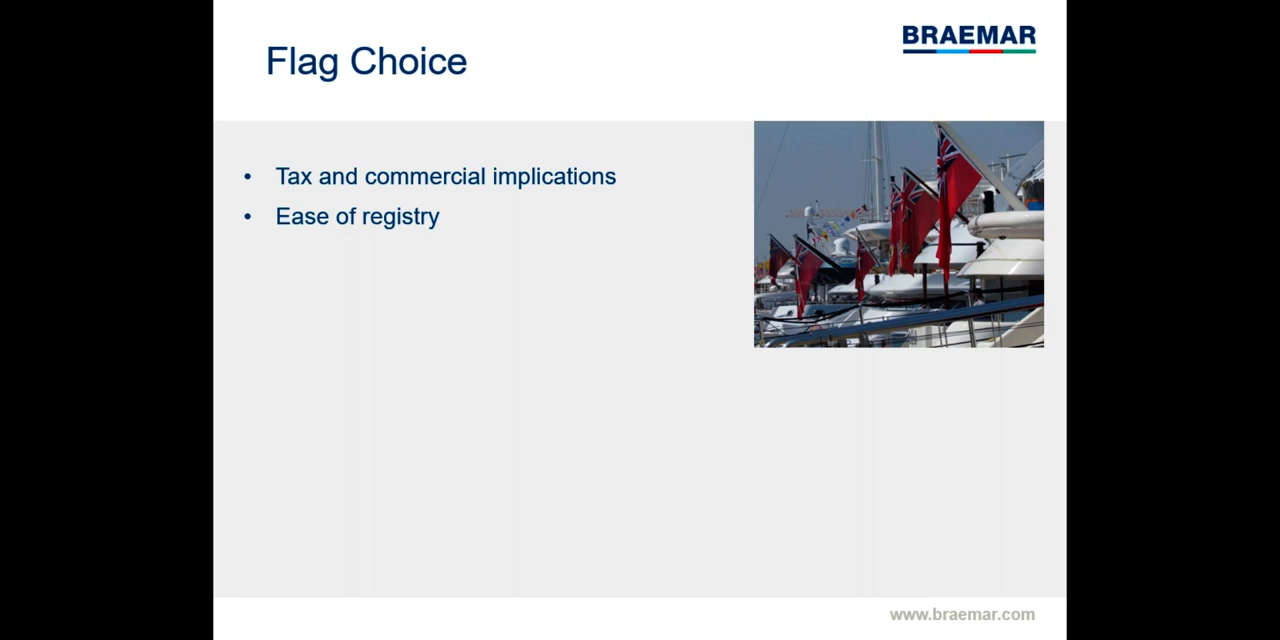 BRAEMAR
Flag Choice
• Tax and commercial implications
• Ease of registry
www.braemar.com